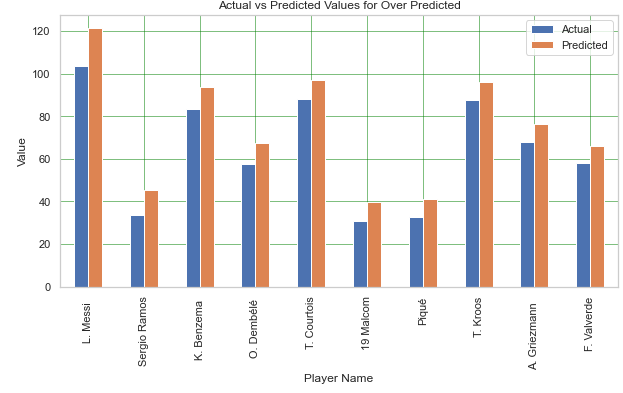 Actual vs Predicted Values for Over Predicted
Actual
Predicted
Value
120
100
80
60
40
20
0
L. Messi
Sergio Ramos
K. Benzema
O. Dembélé
T. Courtois
19 Malcom
Piqué
T. Kroos
A. Griezmann
F. Valverde
Player Name